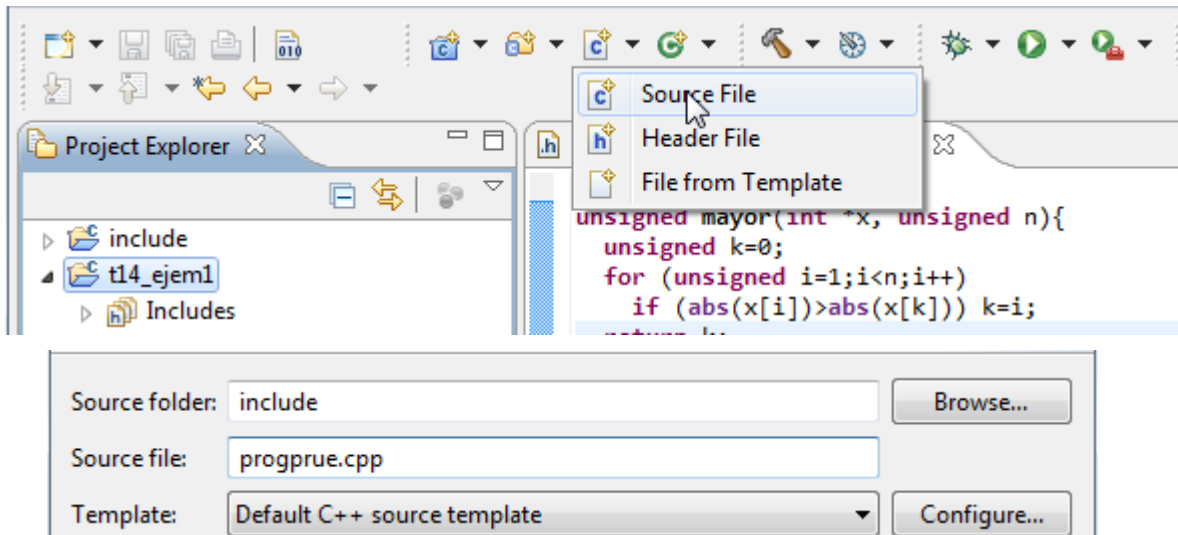 010
Source File
Header File
File from Template
Project Explorer
.h
include
t14_ejem1
Includes
unsigned mayor(int *x, unsigned n){
unsigned k=0;
for (unsigned i=1;i<n;i++)
if (abs(x[i])>abs(x[k])) k=i;
Source folder: include Browse...
Source file: progprue.cpp
Template: Default C++ source template Configure...